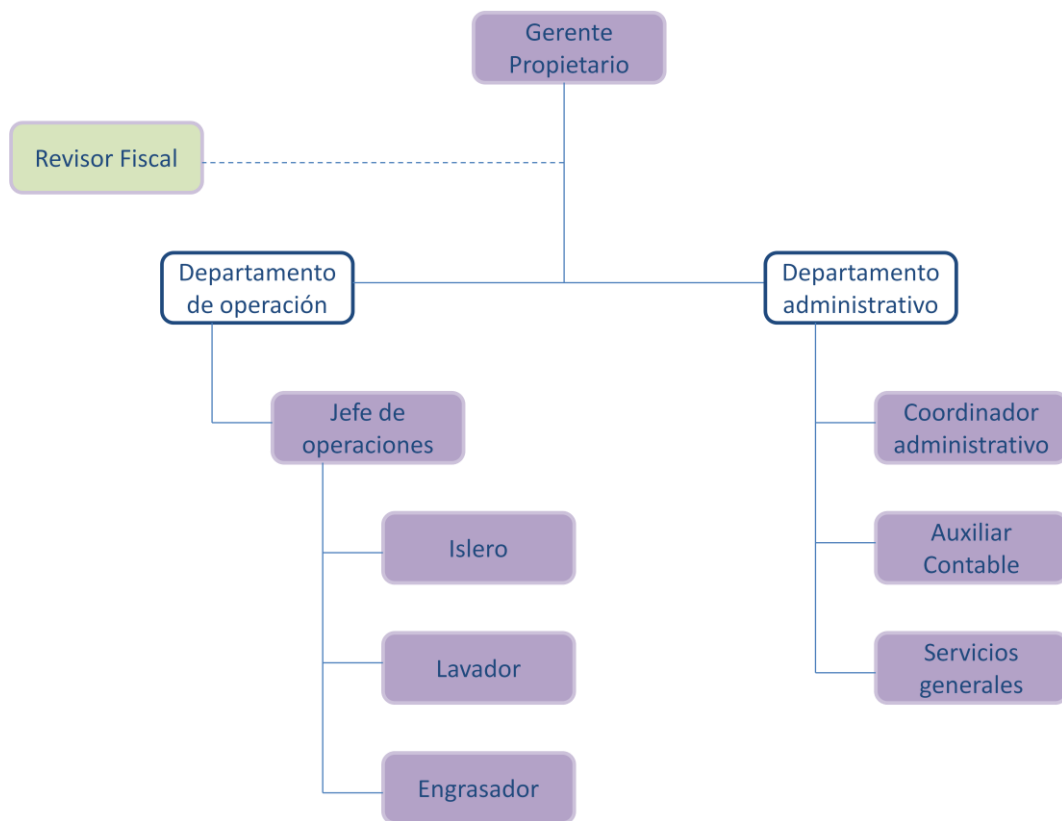 Gerente
Propietario
Revisor Fiscal
Departamento
de operación
Departamento
administrativo
Jefe de
operaciones
Coordinador
administrativo
Islero
Auxiliar
Contable
Lavador
Servicios
generales
Engrasador